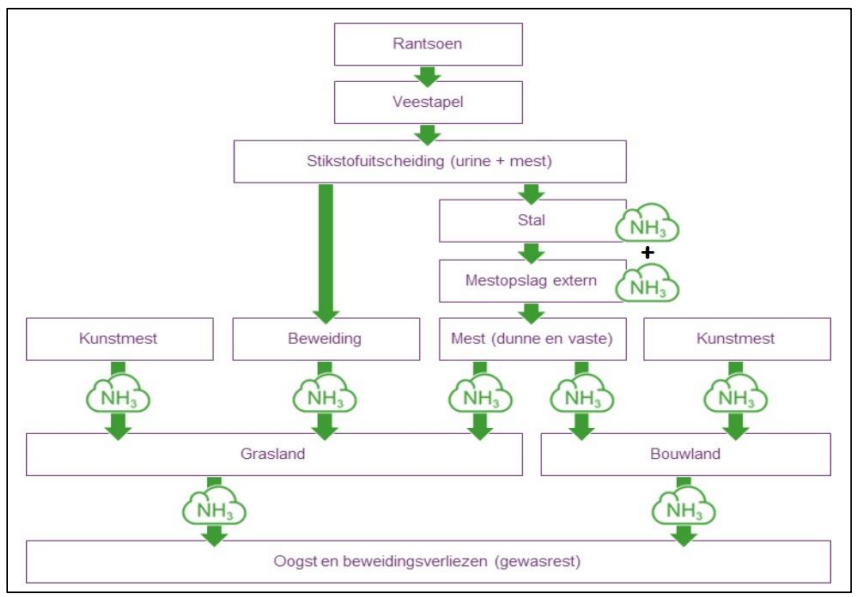 Rantsoen
Veestapel
Stikstofuitscheiding (urine + mest)
Stal
NH₃
+
Mestopslag extern
NH₃
Kunstmest
Beweiding
Mest (dunne en vaste)
Kunstmest
NH₃
NH₃
NH₃
NH₃
NH₃
Grasland
Bouwland
NH₃
NH₃
Oogst en beweidingsverliezen (gewasrest)